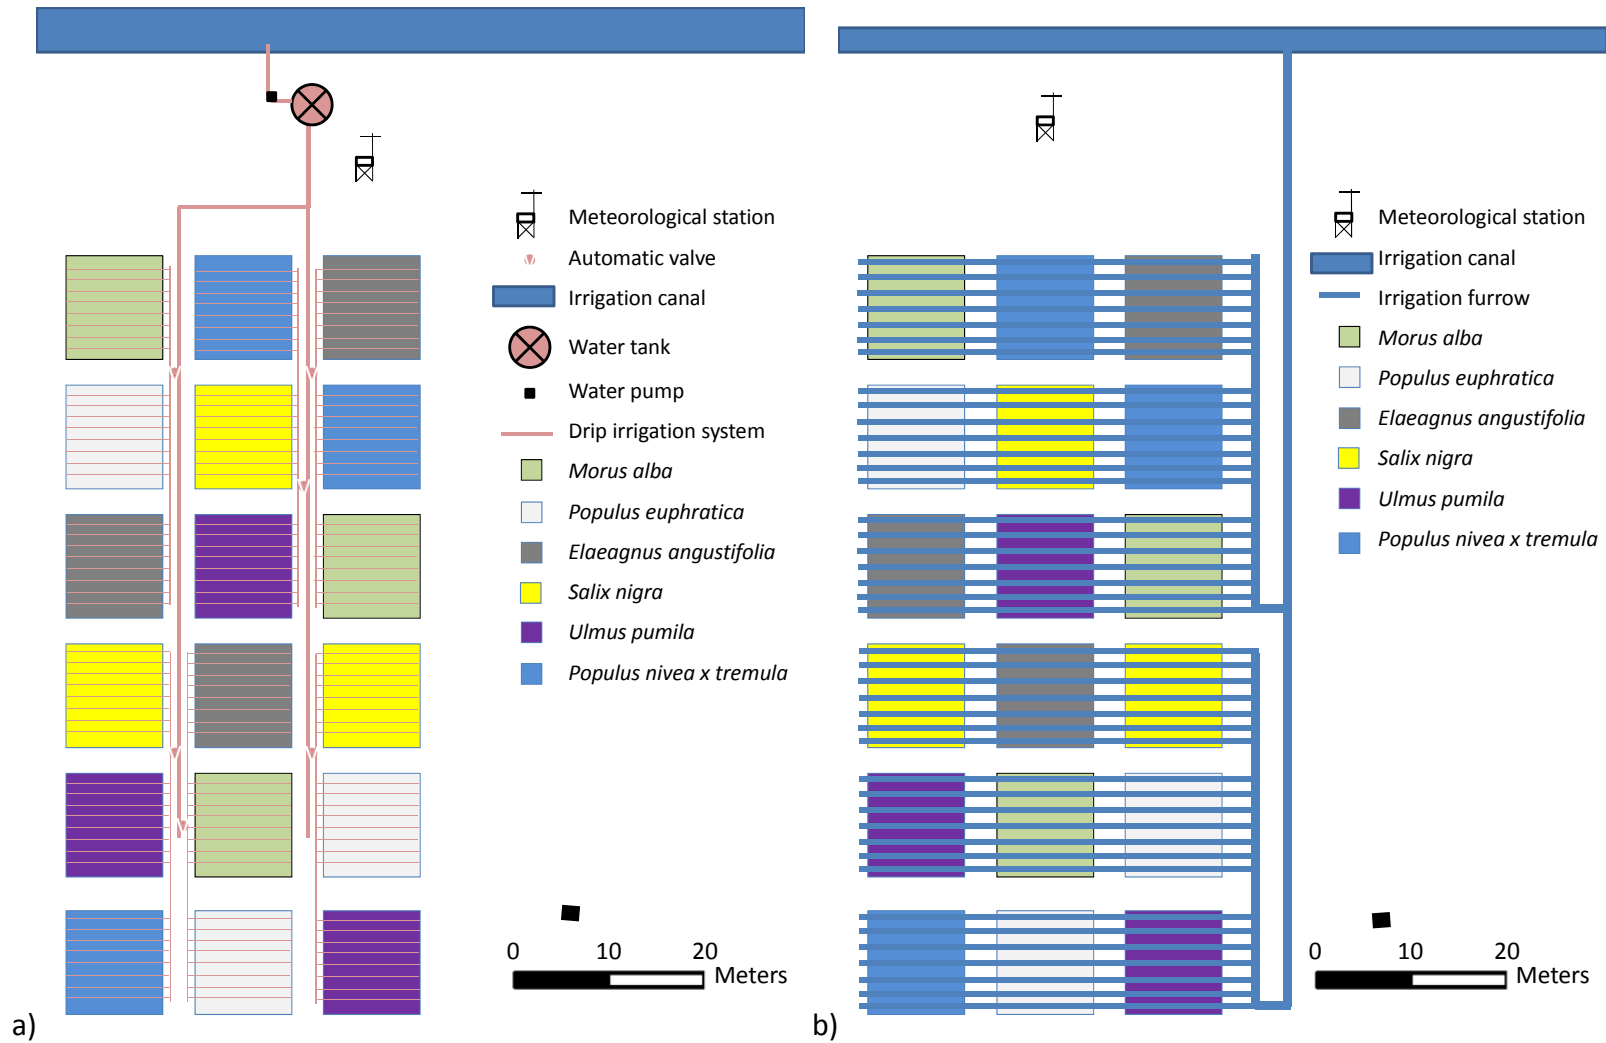 Meteorological station
Automatic valve
Irrigation canal
Water tank
Water pump
Drip irrigation system
Morus alba
Populus euphratica
Elaeagnus angustifolia
Salix nigra
Ulmus pumila
Populus nivea x tremula
0 10 20
Meters
a)
Meteorological station
Irrigation canal
Irrigation furrow
Morus alba
Populus euphratica
Elaeagnus angustifolia
Salix nigra
Ulmus pumila
Populus nivea x tremula
0 10 20
Meters
b)